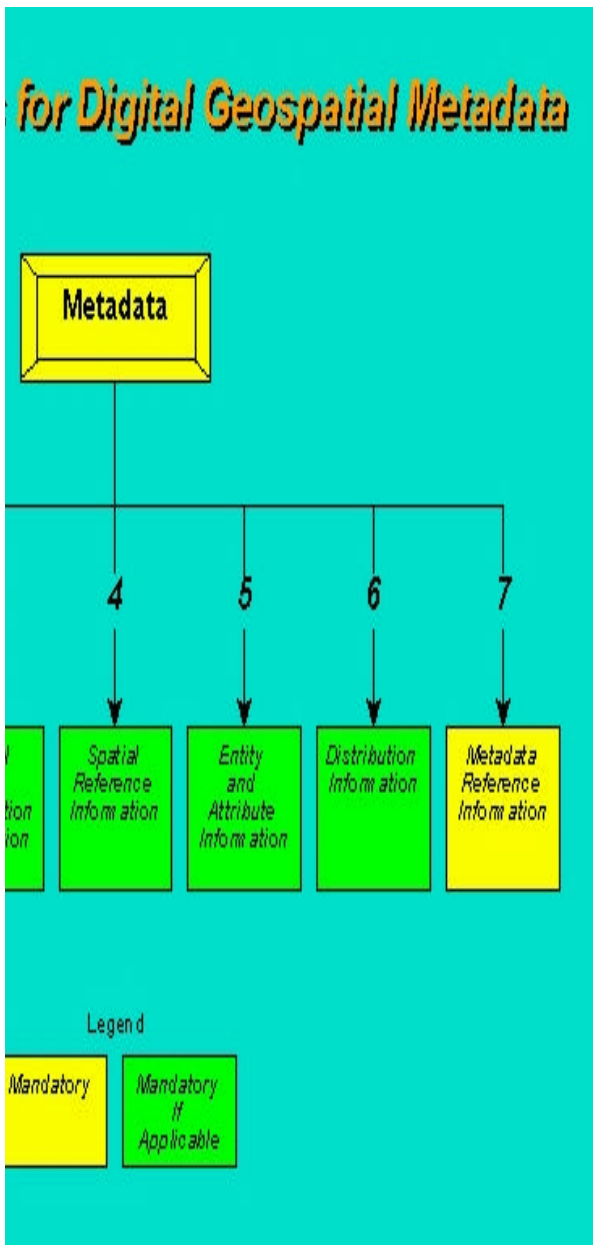 for Digital Geospatial Metadata
Metadata
4 5 6 7
Spatial
Reference
Information
Entity
and
Attribute
Information
Distribution
Information
Metadata
Reference
Information
Legend
Mandatory
Mandatory
If
Applicable